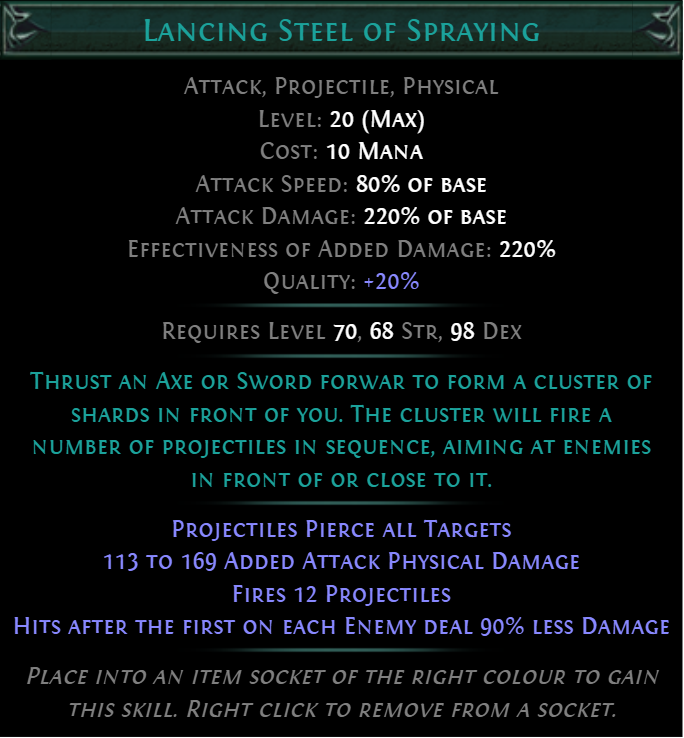 Lancing Steel of Spraying
Attack, Projectile, Physical
Level: 20 (Max)
Cost: 10 Mana
Attack Speed: 80% of base
Attack Damage: 220% of base
Effectiveness of Added Damage: 220%
Quality: +20%
Requires Level 70, 68 Str, 98 Dex
Thrust an Axe or Sword forwar to form a cluster of
shards in front of you. The cluster will fire a
number of projectiles in sequence, aiming at enemies
in front of or close to it.
Projectiles Pierce all Targets
113 to 169 Added Attack Physical Damage
Fires 12 Projectiles
Hits after the first on each Enemy deal 90% less Damage
Place into an item socket of the right colour to gain
this skill. Right click to remove from a socket.